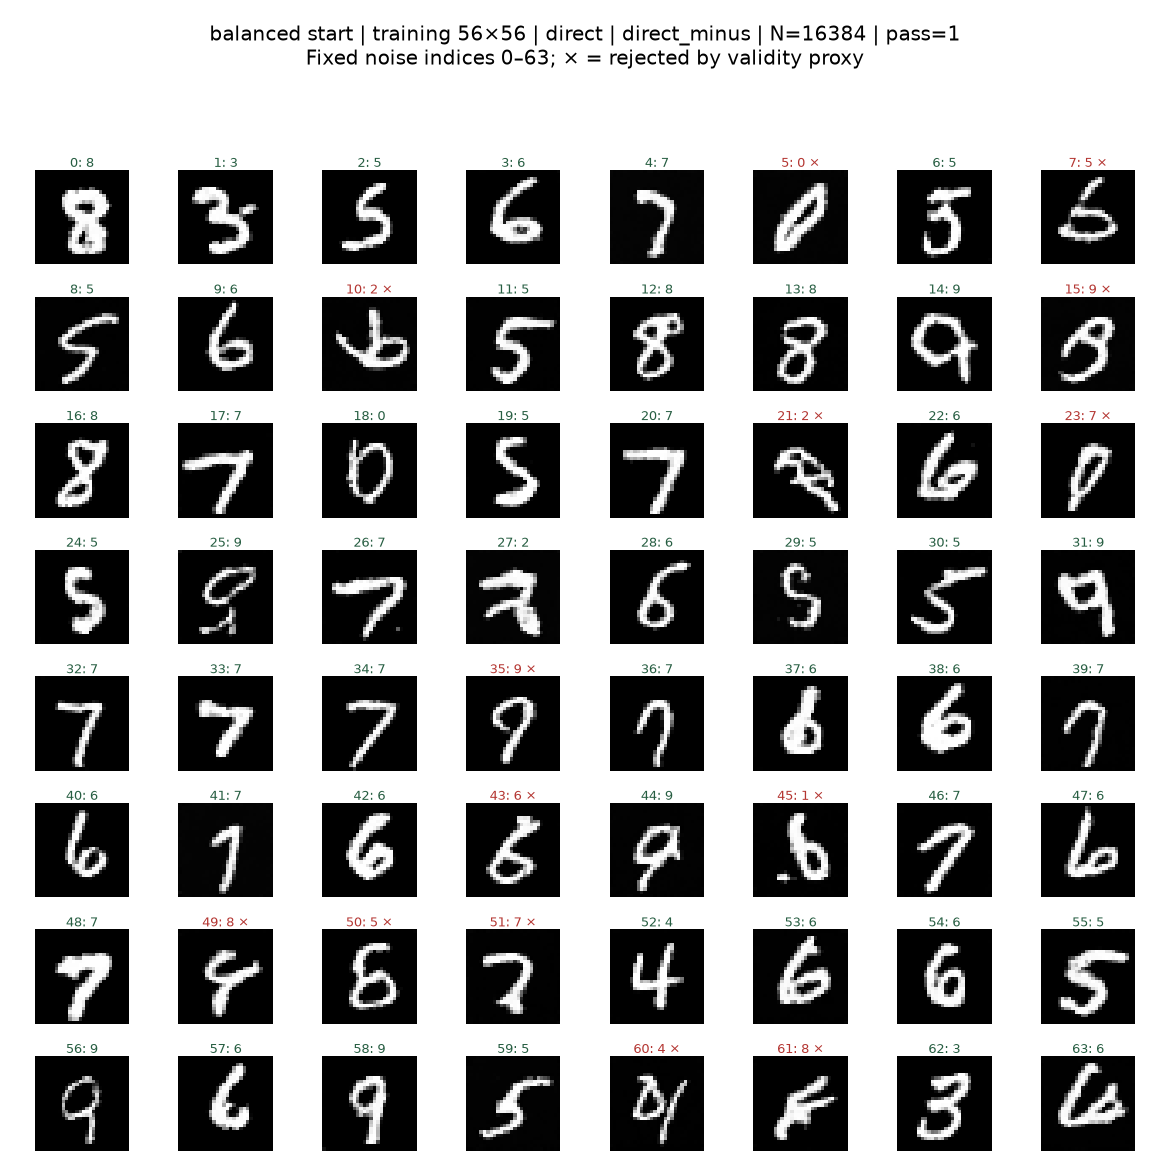 balanced start | training 56×56 | direct | direct_minus | N=16384 | pass=1
Fixed noise indices 0–63; × = rejected by validity proxy
0: 8 1: 3 2: 5 3: 6 4: 7 5: 0 × 6: 5 7: 5 ×
8: 5 9: 6 10: 2 × 11: 5 12: 8 13: 8 14: 9 15: 9 ×
16: 8 17: 7 18: 0 19: 5 20: 7 21: 2 × 22: 6 23: 7 ×
24: 5 25: 9 26: 7 27: 2 28: 6 29: 5 30: 5 31: 9
32: 7 33: 7 34: 7 35: 9 × 36: 7 37: 6 38: 6 39: 7
40: 6 41: 7 42: 6 43: 6 × 44: 9 45: 1 × 46: 7 47: 6
48: 7 49: 8 × 50: 5 × 51: 7 × 52: 4 53: 6 54: 6 55: 5
56: 9 57: 6 58: 9 59: 5 60: 4 × 61: 8 × 62: 3 63: 6